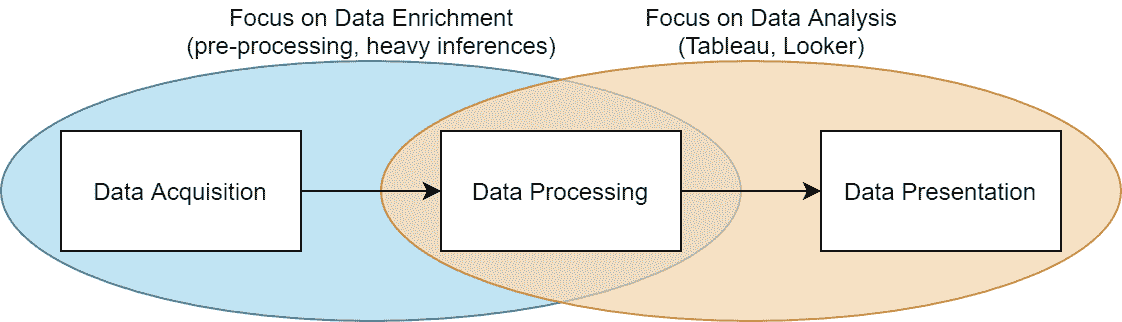 Focus on Data Enrichment
(pre-processing, heavy inferences)
Focus on Data Analysis
(Tableau, Looker)
Data Acquisition
Data Processing
Data Presentation